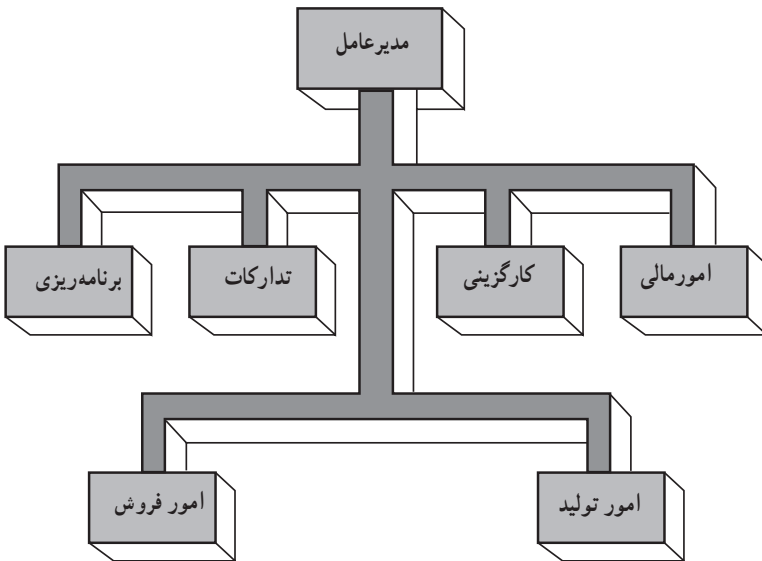 مدیرعامل
امورمالی
کارگزینی
تدارکات
برنامه‌ریزی
امور تولید
امور فروش